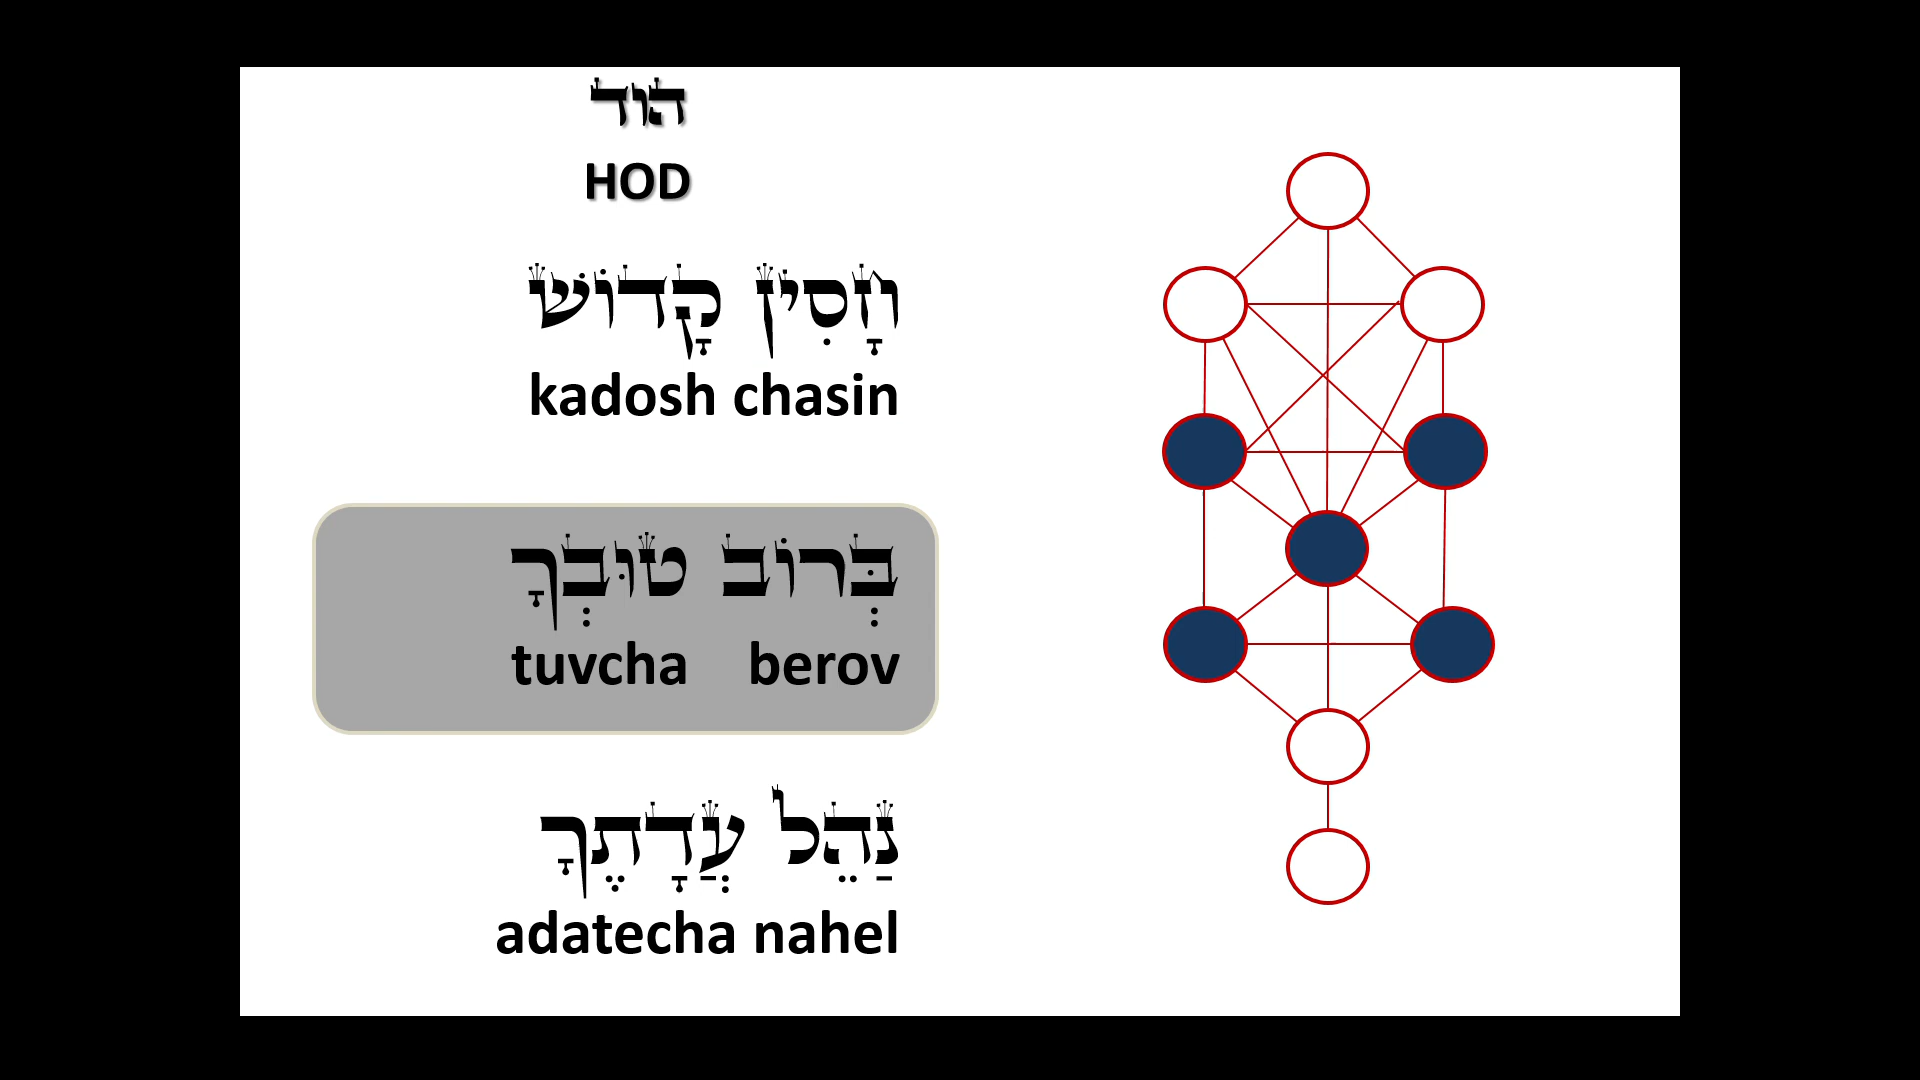 הוד
HOD
חָסִין קָדוֹשׁ
kadosh chasin
בְּרוֹב טוּבְךָ
tuvcha berov
נַהֵל עֲדָתֶךָ
adatecha nahel